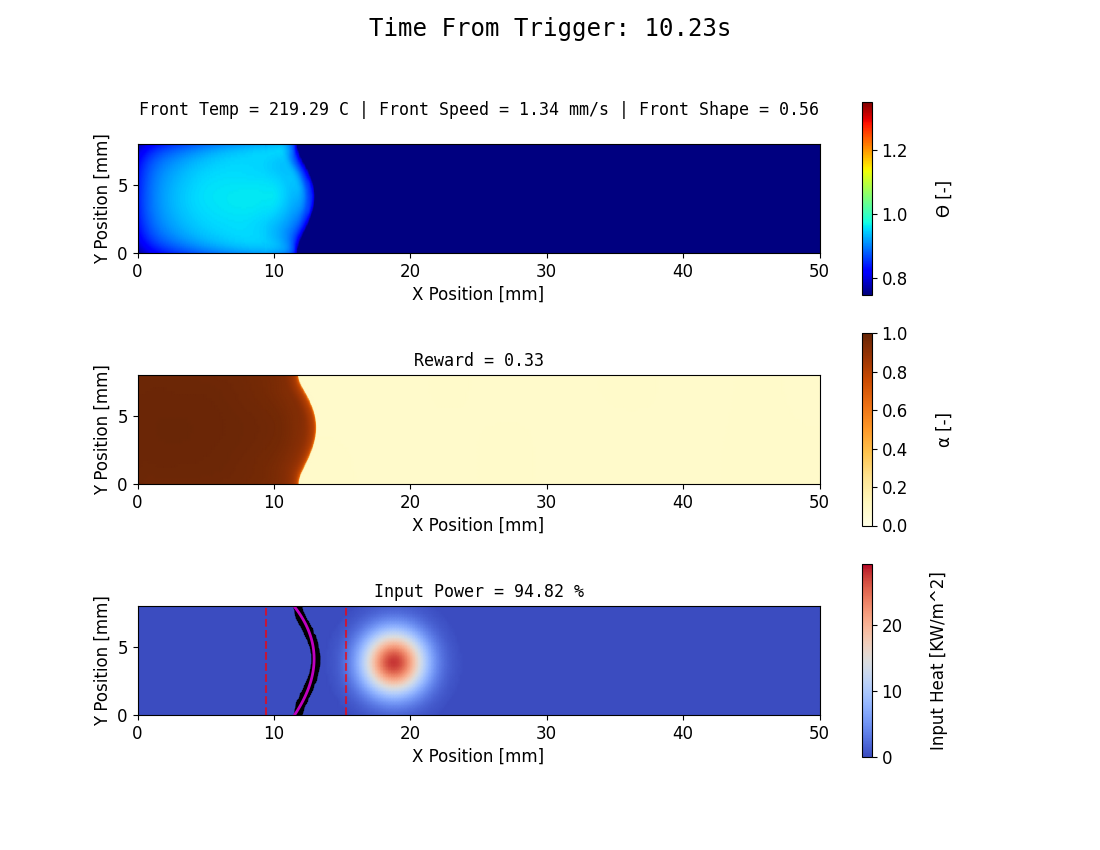 Time From Trigger: 10.23s
Front Temp = 219.29 C | Front Speed = 1.34 mm/s | Front Shape = 0.56
Y Position [mm]
5
0
0 10 20 30 40 50
X Position [mm]
1.2
1.0
0.8
Θ [-]
Reward = 0.33
Y Position [mm]
5
0
0 10 20 30 40 50
X Position [mm]
1.0
0.8
0.6
0.4
0.2
0.0
α [-]
Input Power = 94.82 %
Y Position [mm]
5
0
0 10 20 30 40 50
X Position [mm]
20
10
0
Input Heat [KW/m^2]